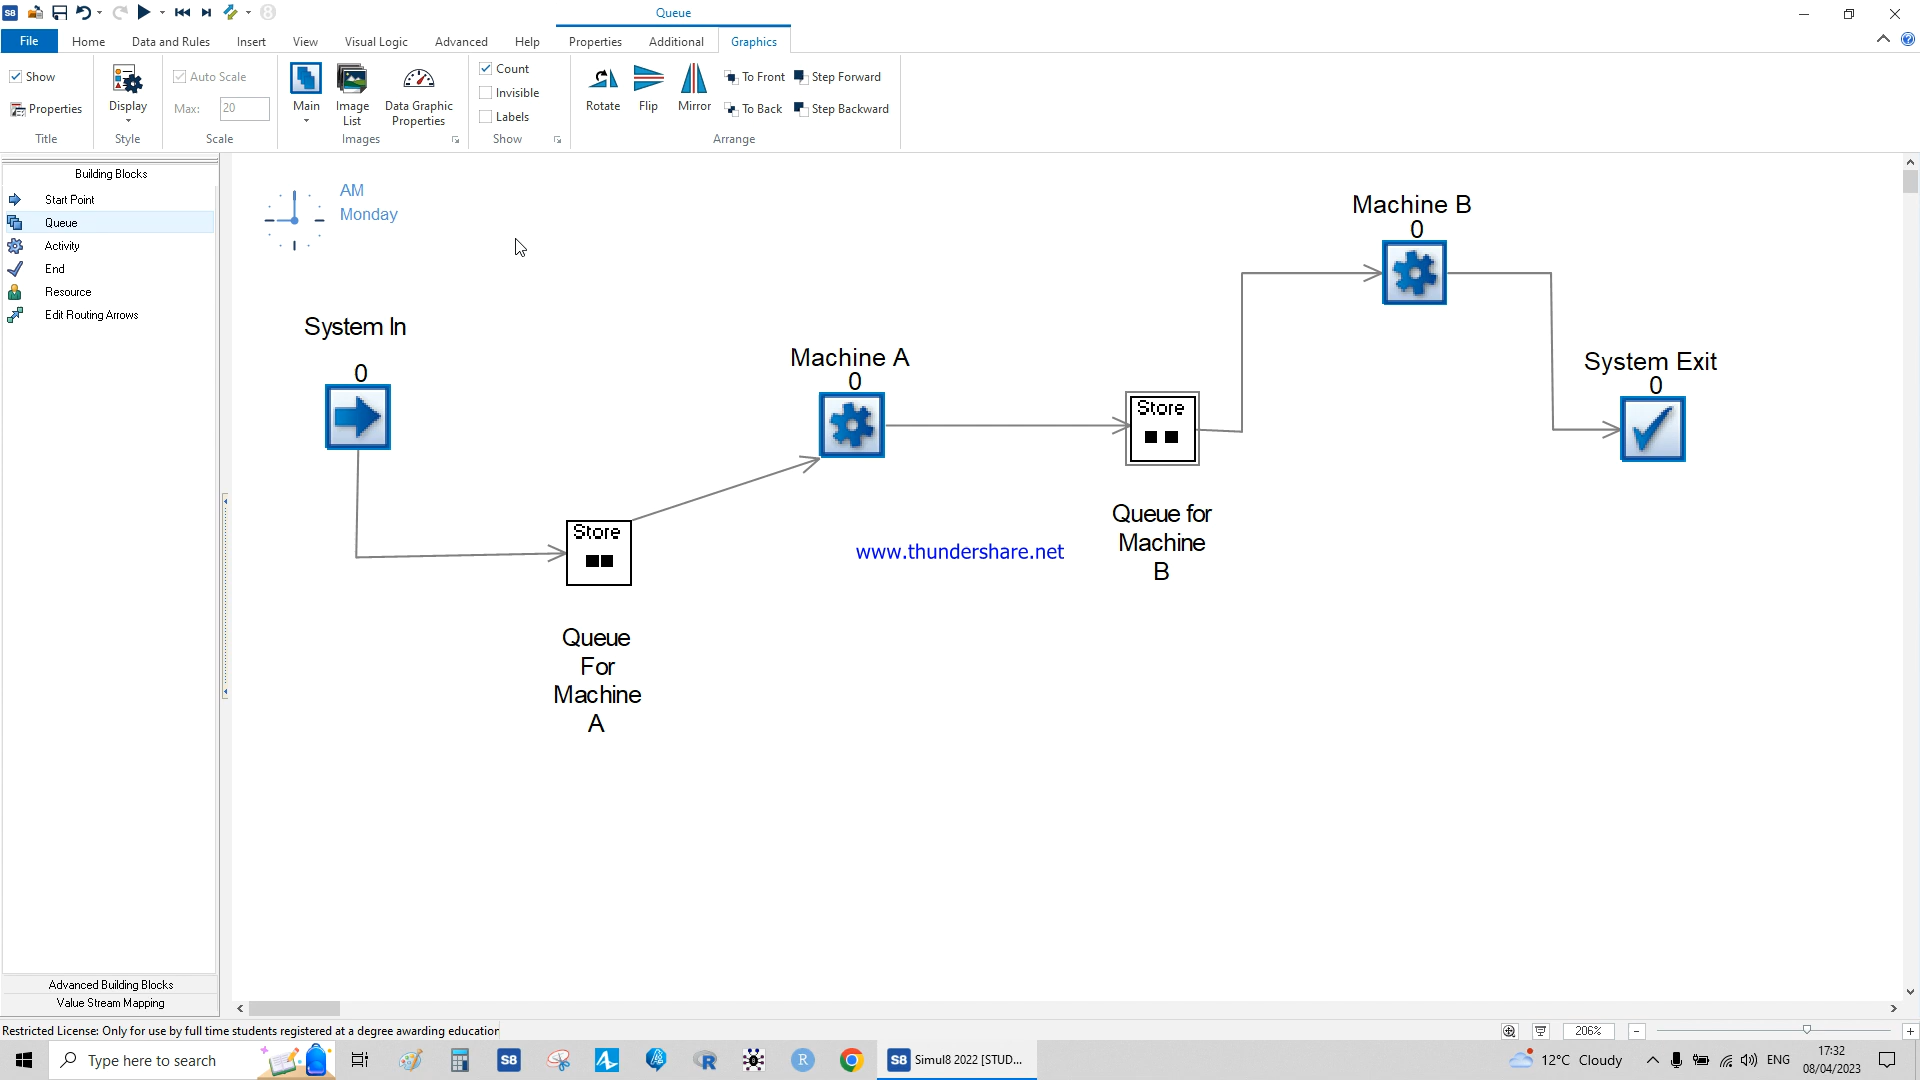 S8
Queue
File
Home
Data and Rules
Insert
View
Visual Logic
Advanced
Help
Properties
Additional
Graphics
Show
Properties
Title
Display
Style
Auto Scale
Max: 20
Scale
Main
Image
List
Data Graphic
Properties
Images
Count
Invisible
Labels
Show
Rotate
Flip
Mirror
To Front
Step Forward
To Back
Step Backward
Arrange
Building Blocks
Start Point
Queue
Activity
End
Resource
Edit Routing Arrows
Advanced Building Blocks
Value Stream Mapping
AM
Monday
System In
0
Store
Queue
For
Machine
A
Machine A
0
www.thundershare.net
Store
Queue for
Machine
B
Machine B
0
System Exit
0
Restricted License: Only for use by full time students registered at a degree awarding education
206%
Type here to search
S8
R
R
S8 Simul8 2022 [STUD...
12°C Cloudy
ENG
17:32
08/04/2023